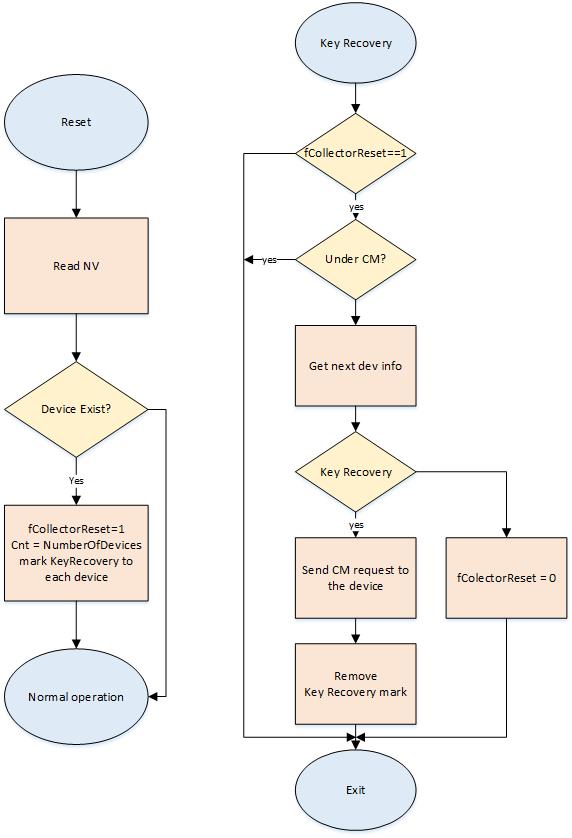 Reset
Read NV
Device Exist?
Yes
fCollectorReset=1
Cnt = NumberOfDevices
mark KeyRecovery to
each device
Normal operation
Key Recovery
fCollectorReset==1
yes
Under CM?
yes
Get next dev info
Key Recovery
yes
Send CM request to
the device
fColectorReset = 0
Remove
Key Recovery mark
Exit